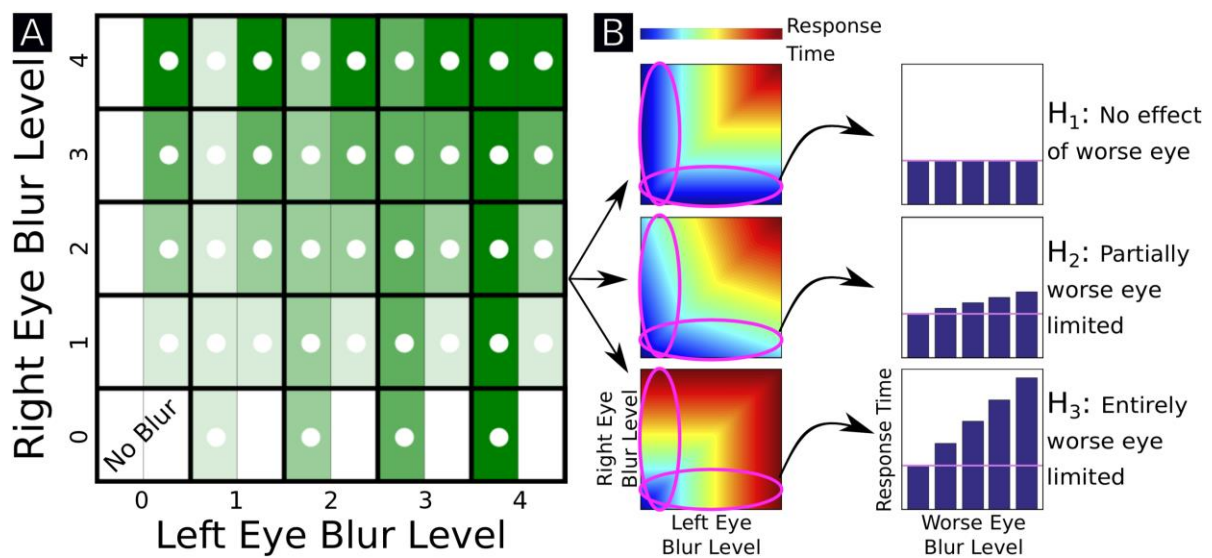 A
Right Eye Blur Level
4
3
2
1
0
No Blur
0 1 2 3 4
Left Eye Blur Level
B
Response
Time
H1: No effect
of worse eye
H2: Partially
worse eye
limited
Right Eye
Blur Level
Left Eye
Blur Level
Response Time
H3: Entirely
worse eye
limited
Worse Eye
Blur Level